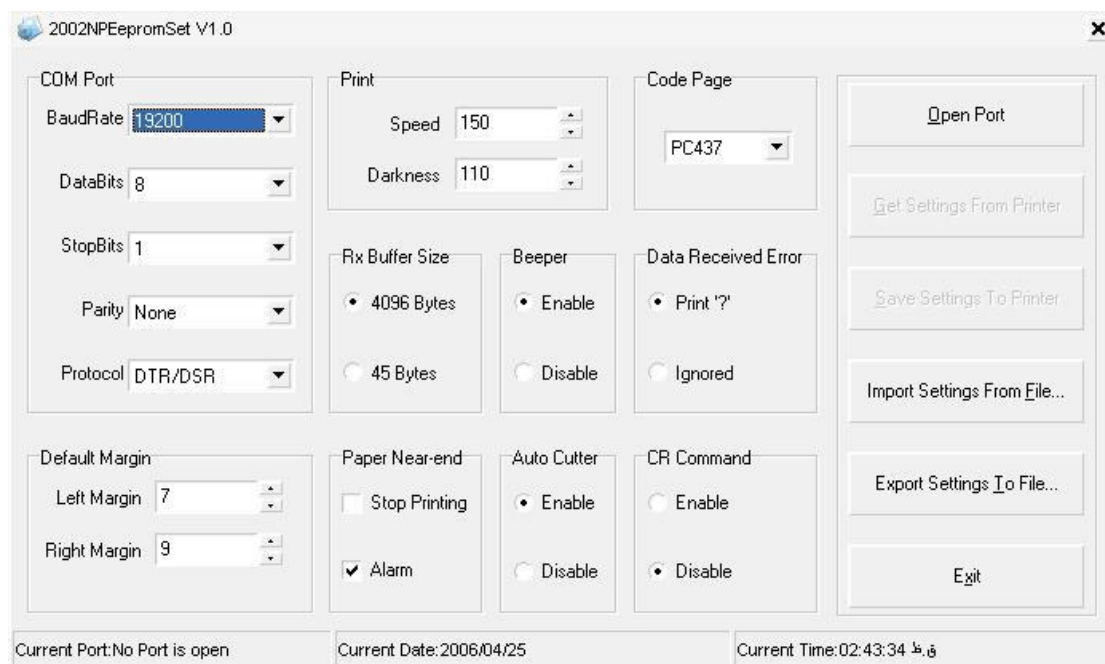 2002NPEepromSet V1.0
COM Port
BaudRate 19200
DataBits 8
StopBits 1
Parity None
Protocol DTR/DSR
Print
Speed 150
Darkness 110
Code Page
PC437
Rx Buffer Size
4096 Bytes
45 Bytes
Beeper
Enable
Disable
Data Received Error
Print '?'
Ignored
Default Margin
Left Margin 7
Right Margin 9
Paper Near-end
Stop Printing
Alarm
Auto Cutter
Enable
Disable
CR Command
Enable
Disable
Open Port
Get Settings From Printer
Save Settings To Printer
Import Settings From File...
Export Settings To File...
Exit
Current Port:No Port is open
Current Date:2006/04/25
Current Time:02:43:34 ق.ظ